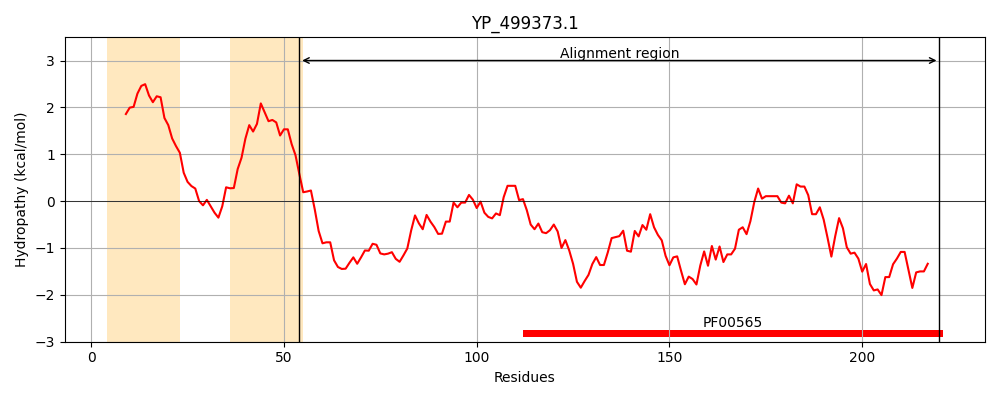 YP_499373.1
Alignment region
3
2
1
0
−1
−2
−3
Hydropathy (kcal/mol)
PF00565
0
50
100
150
200
Residues